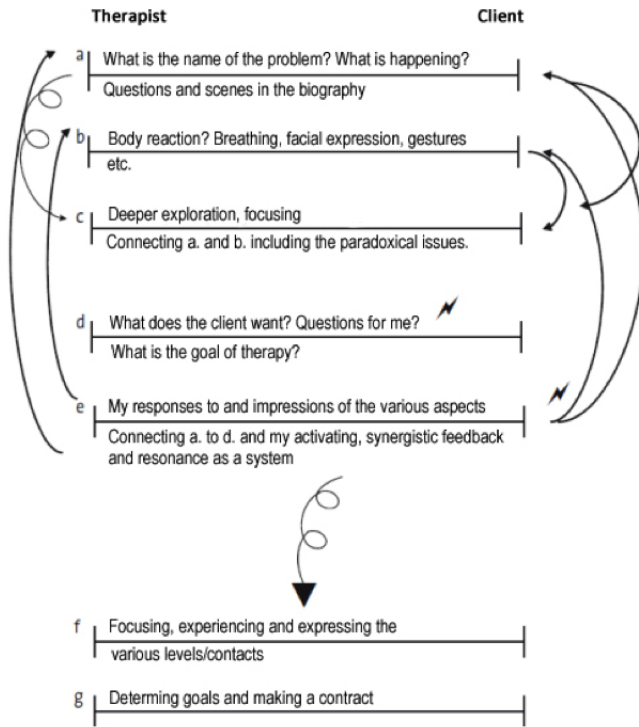 Therapist Client
a What is the name of the problem? What is happening?
Questions and scenes in the biography
b Body reaction? Breathing, facial expression, gestures
etc.
c Deeper exploration, focusing
Connecting a. and b. including the paradoxical issues.
d What does the client want? Questions for me?
What is the goal of therapy?
e My responses to and impressions of the various aspects
Connecting a. to d. and my activating, synergistic feedback
and resonance as a system
f Focusing, experiencing and expressing the
various levels/contacts
g Determing goals and making a contract